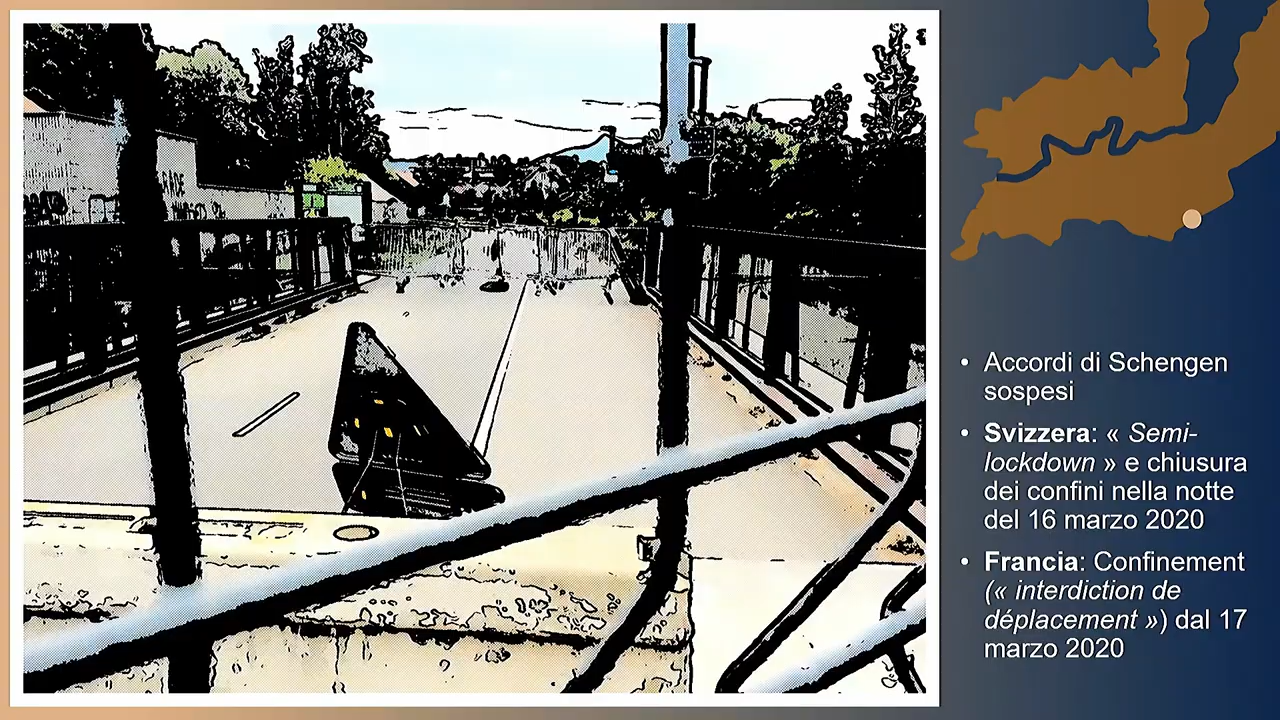 • Accordi di Schengen
sospesi
• Svizzera: « Semi-
lockdown » e chiusura
dei confini nella notte
del 16 marzo 2020
• Francia: Confinement
(« interdiction de
déplacement ») dal 17
marzo 2020